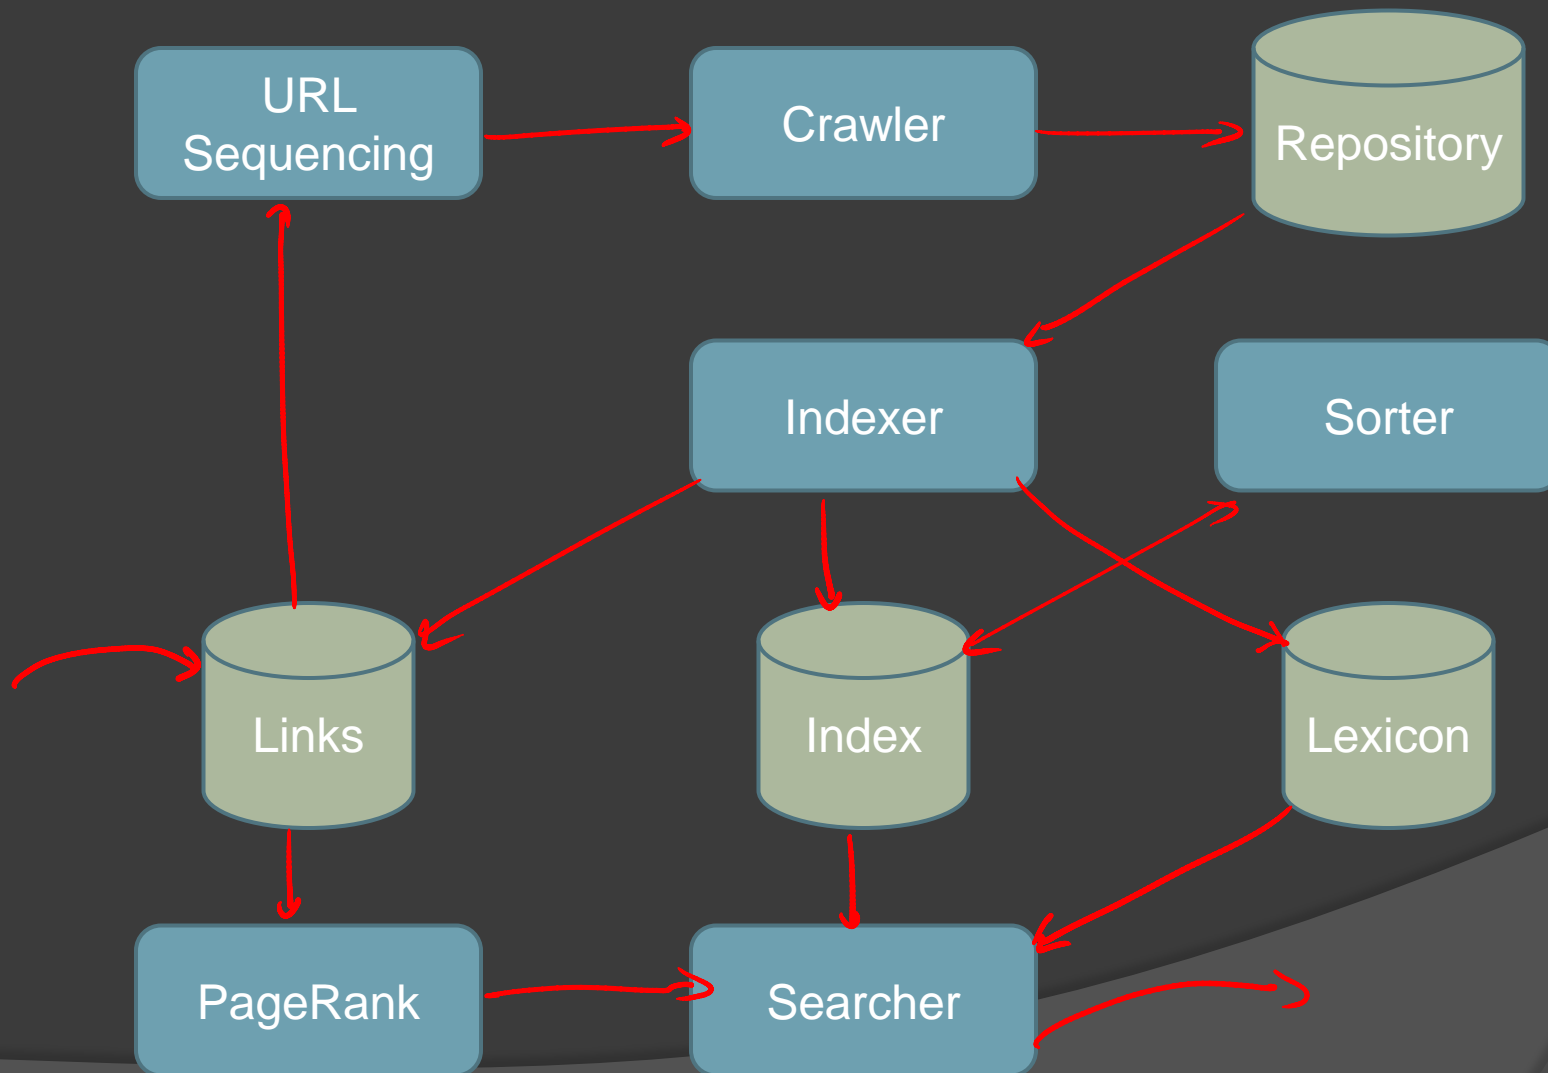 URL
Sequencing
Crawler
Repository
Indexer
Sorter
Links
Index
Lexicon
PageRank
Searcher